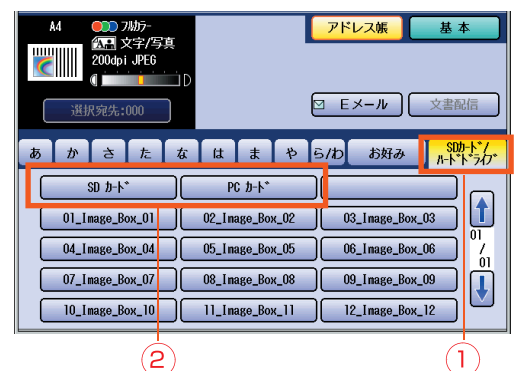 A4 フルカラー
文字/写真
200dpi JPEG
D
選択宛先:000
アドレス帳 基本
Eメール 文書配信
あ か さ た な は ま や ら/わ お好み SDカード/
ハードドライブ
SD カード PC カード
01_Image_Box_01 02_Image_Box_02 03_Image_Box_03
04_Image_Box_04 05_Image_Box_05 06_Image_Box_06
07_Image_Box_07 08_Image_Box_08 09_Image_Box_09
10_Image_Box_10 11_Image_Box_11 12_Image_Box_12
01
/
01
② ①